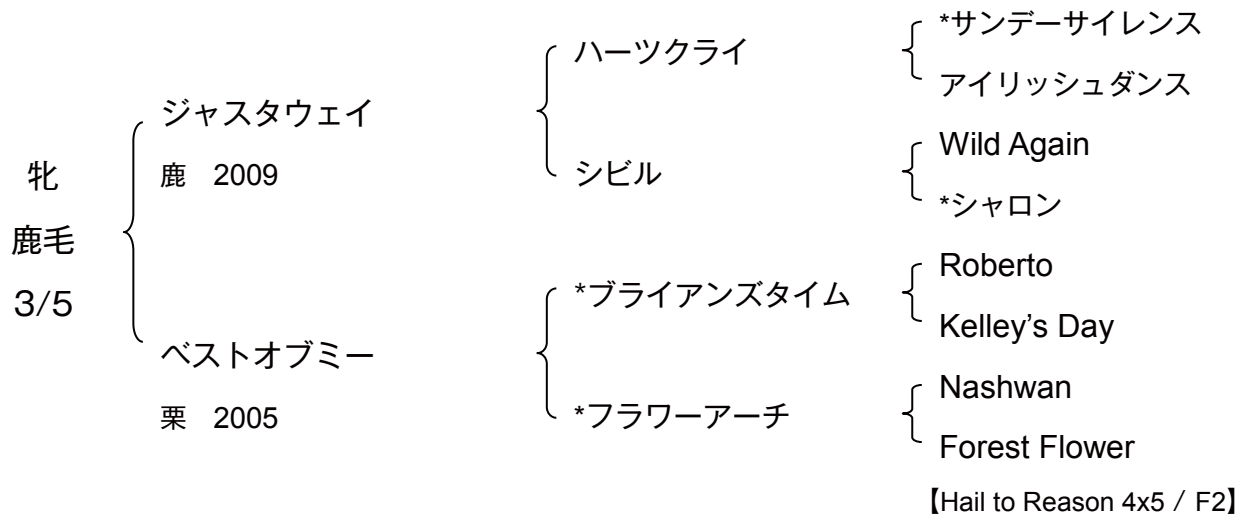 牝
鹿毛
3/5
ジャスタウェイ
鹿 2009
ベストオブミー
栗 2005
ハーツクライ
シビル
*ブライアンズタイム
*フラワーアーチ
*サンデーサイレンス
アイリッシュダンス
Wild Again
*シャロン
Roberto
Kelley’s Day
Nashwan
Forest Flower
【Hail to Reason 4x5 / F2】